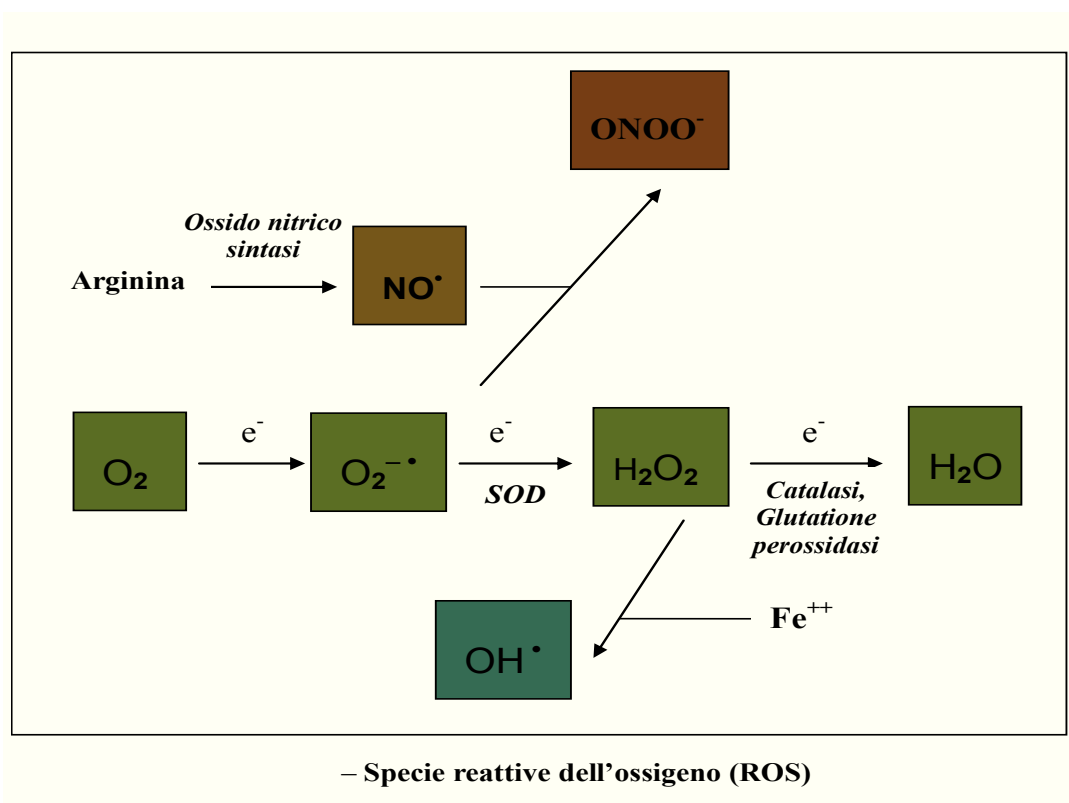 ONOO⁻
Ossido nitrico
sintasi
Arginina
NO•
e⁻
e⁻
e⁻
O₂
O₂⁻•
H₂O₂
H₂O
SOD
Catalasi,
Glutatione
perossidasi
Fe⁺⁺
OH•
– Specie reattive dell’ossigeno (ROS)